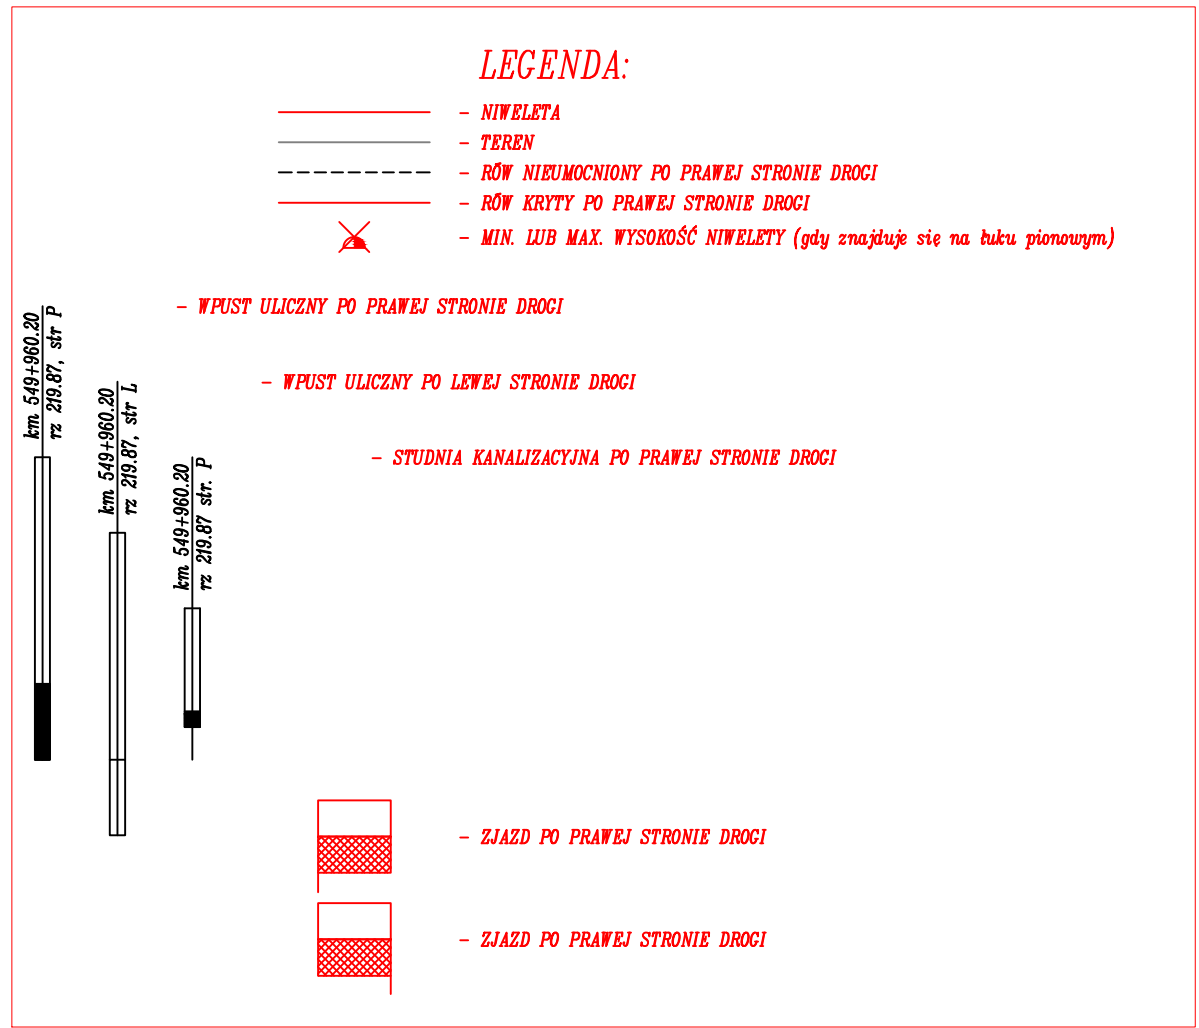 LEGENDA:
- NIWELETA
- TEREN
- RÓW NIEUMOCNIONY PO PRAWEJ STRONIE DROGI
- RÓW KRYTY PO PRAWEJ STRONIE DROGI
- MIN. LUB MAX. WYSOKOŚĆ NIWELETY (gdy znajduje się na łuku pionowym)
- WPUST ULICZNY PO PRAWEJ STRONIE DROGI
km 549+960.20
rz 219.87, str P
- WPUST ULICZNY PO LEWEJ STRONIE DROGI
km 549+960.20
rz 219.87, str L
- STUDNIA KANALIZACYJNA PO PRAWEJ STRONIE DROGI
km 549+960.20
rz 219.87 str. P
- ZJAZD PO PRAWEJ STRONIE DROGI
- ZJAZD PO PRAWEJ STRONIE DROGI